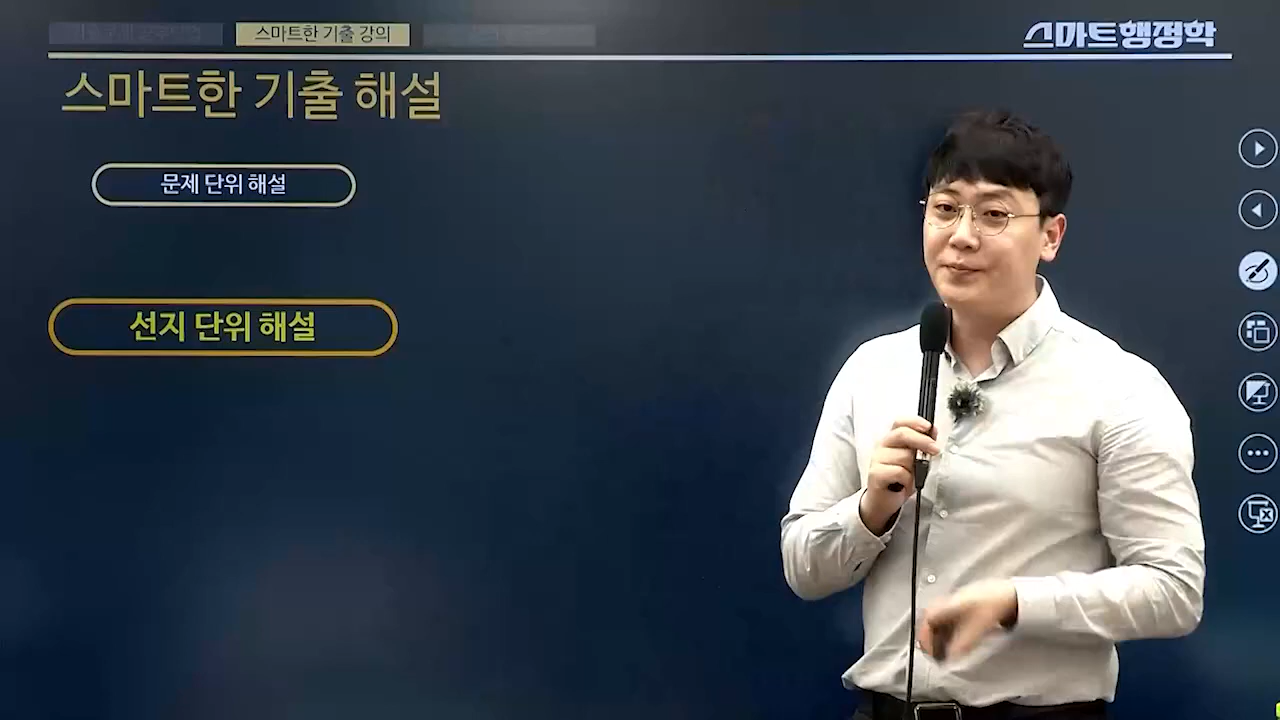 스마트한 기출 강의
스마트행정학
스마트한 기출 해설
문제 단위 해설
선지 단위 해설